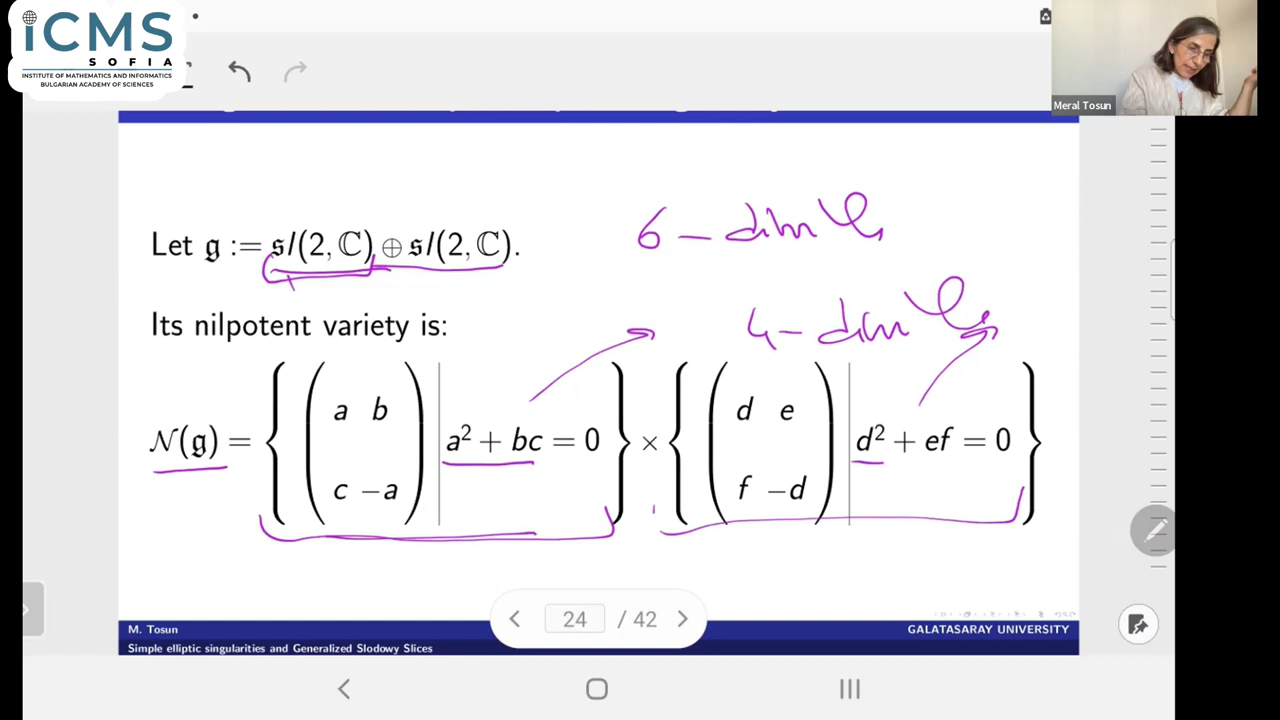 iCMS
SOFIA
INSTITUTE OF MATHEMATICS AND INFORMATICS
BULGARIAN ACADEMY OF SCIENCES
Meral Tosun
Let 𝔤 := 𝔰l(2, ℂ) ⊕ 𝔰l(2, ℂ).
6 – dim'l
Its nilpotent variety is:
4 – dim'l
𝒩(𝔤) = { ( a b c −a ) | a² + bc = 0 } × { ( d e f −d ) | d² + ef = 0 }
24 / 42
M. Tosun
GALATASARAY UNIVERSITY
Simple elliptic singularities and Generalized Slodowy Slices